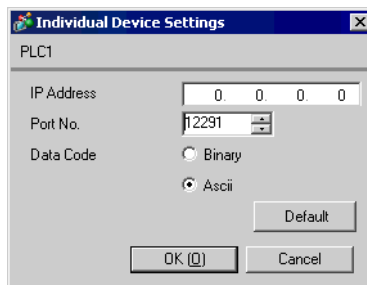 Individual Device Settings
PLC1
IP Address 0. 0. 0. 0
Port No. 12291
Data Code Binary
Ascii
Default
OK (O) Cancel